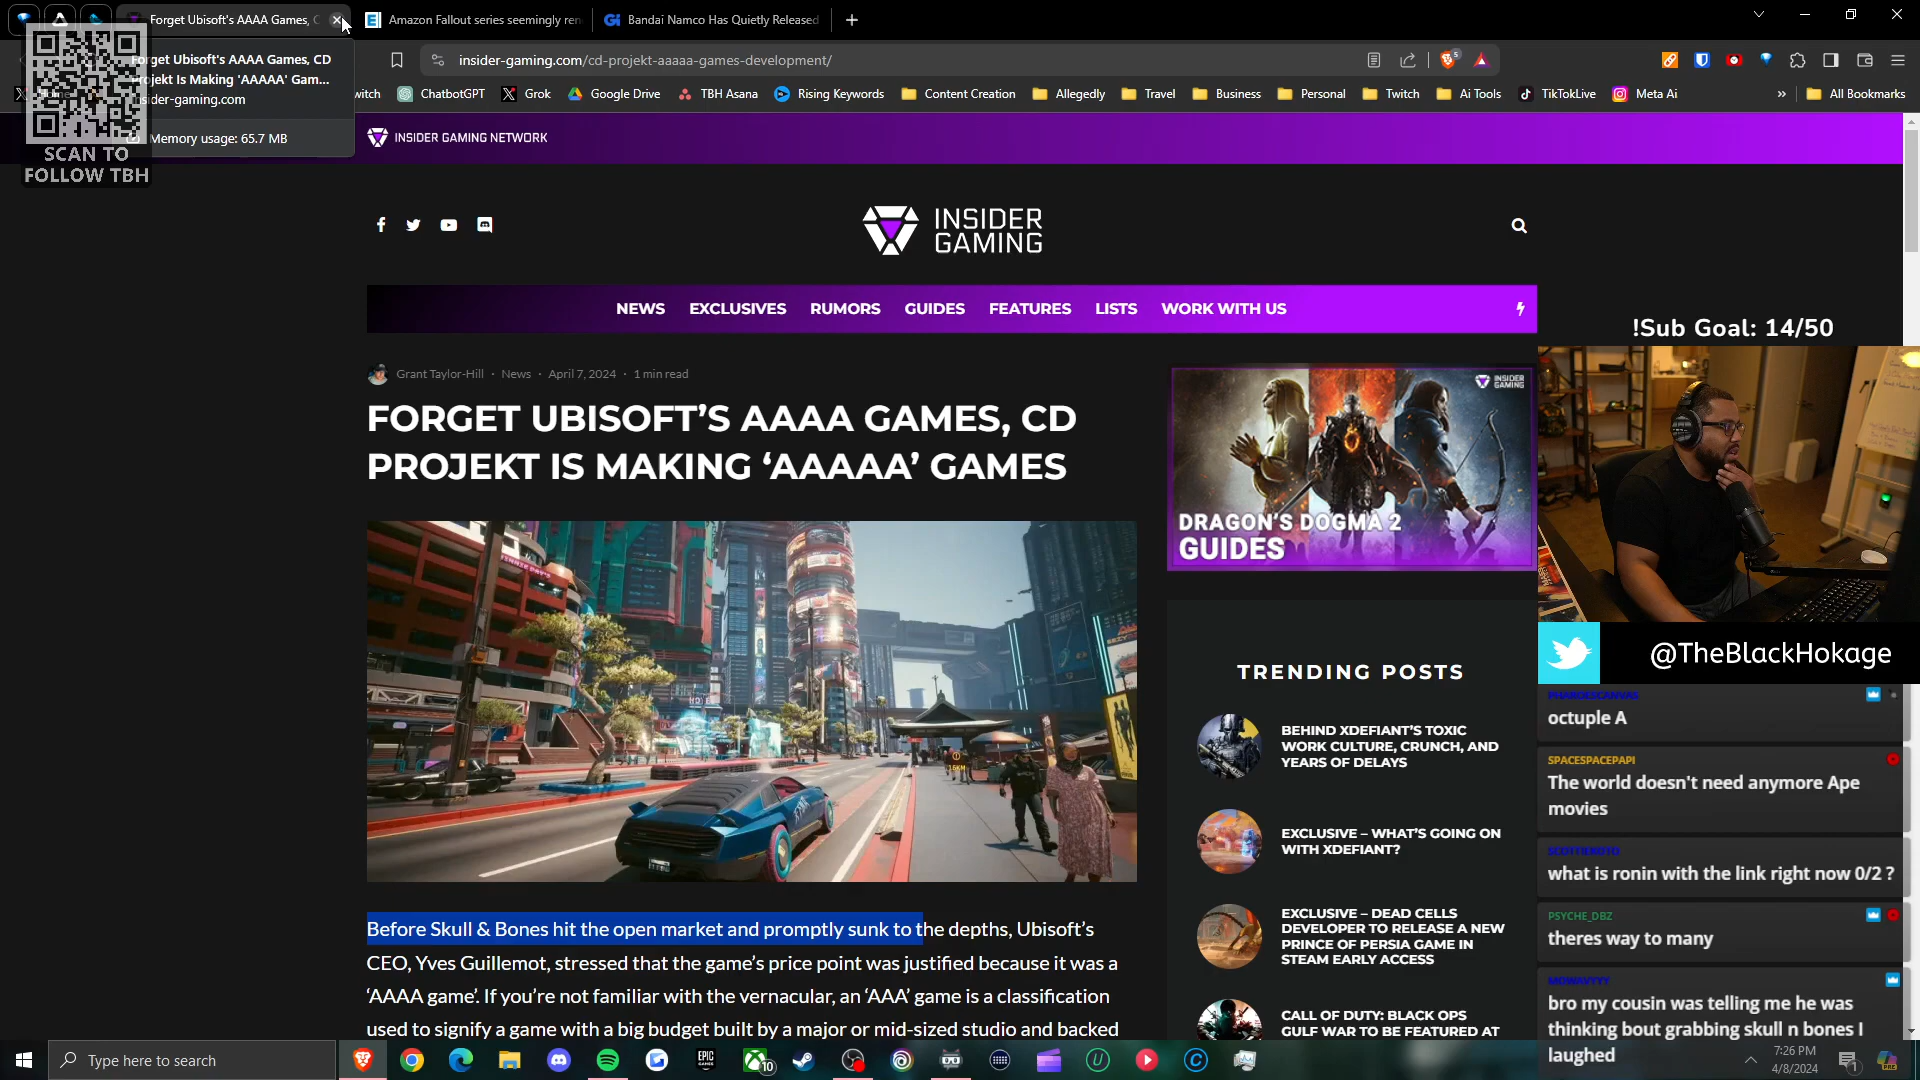 Forget Ubisoft's AAAA Games, C
Amazon Fallout series seemingly ren
Bandai Namco Has Quietly Released
orget Ubisoft's AAAA Games, CD
rojekt Is Making 'AAAAA' Gam...
sider-gaming.com
Memory usage: 65.7 MB
SCAN TO
FOLLOW TBH
insider-gaming.com/cd-projekt-aaaaa-games-development/
5
witch
ChatbotGPT
Grok
Google Drive
TBH Asana
Rising Keywords
Content Creation
Allegedly
Travel
Business
Personal
Twitch
Ai Tools
TikTokLive
Meta Ai
»
All Bookmarks
INSIDER GAMING NETWORK
INSIDER
GAMING
NEWS
EXCLUSIVES
RUMORS
GUIDES
FEATURES
LISTS
WORK WITH US
Grant Taylor-Hill · News · April 7, 2024 · 1 min read
FORGET UBISOFT'S AAAA GAMES, CD
PROJEKT IS MAKING ‘AAAAA’ GAMES
Before Skull & Bones hit the open market and promptly sunk to the depths, Ubisoft’s
CEO, Yves Guillemot, stressed that the game’s price point was justified because it was a
‘AAAA game’. If you’re not familiar with the vernacular, an ‘AAA’ game is a classification
used to signify a game with a big budget built by a major or mid-sized studio and backed
INSIDER
GAMING
DRAGON'S DOGMA 2
GUIDES
TRENDING POSTS
BEHIND XDEFIANT’S TOXIC
WORK CULTURE, CRUNCH, AND
YEARS OF DELAYS
EXCLUSIVE – WHAT’S GOING ON
WITH XDEFIANT?
EXCLUSIVE – DEAD CELLS
DEVELOPER TO RELEASE A NEW
PRINCE OF PERSIA GAME IN
STEAM EARLY ACCESS
CALL OF DUTY: BLACK OPS
GULF WAR TO BE FEATURED AT
!Sub Goal: 14/50
@TheBlackHokage
octuple A
SPACESPACEPAPI
The world doesn't need anymore Ape
movies
what is ronin with the link right now 0/2 ?
PSYCHE_DBZ
theres way to many
bro my cousin was telling me he was
thinking bout grabbing skull n bones I
laughed
Type here to search
EPIC
GAMES
10
7:26 PM
4/8/2024
1
PRE